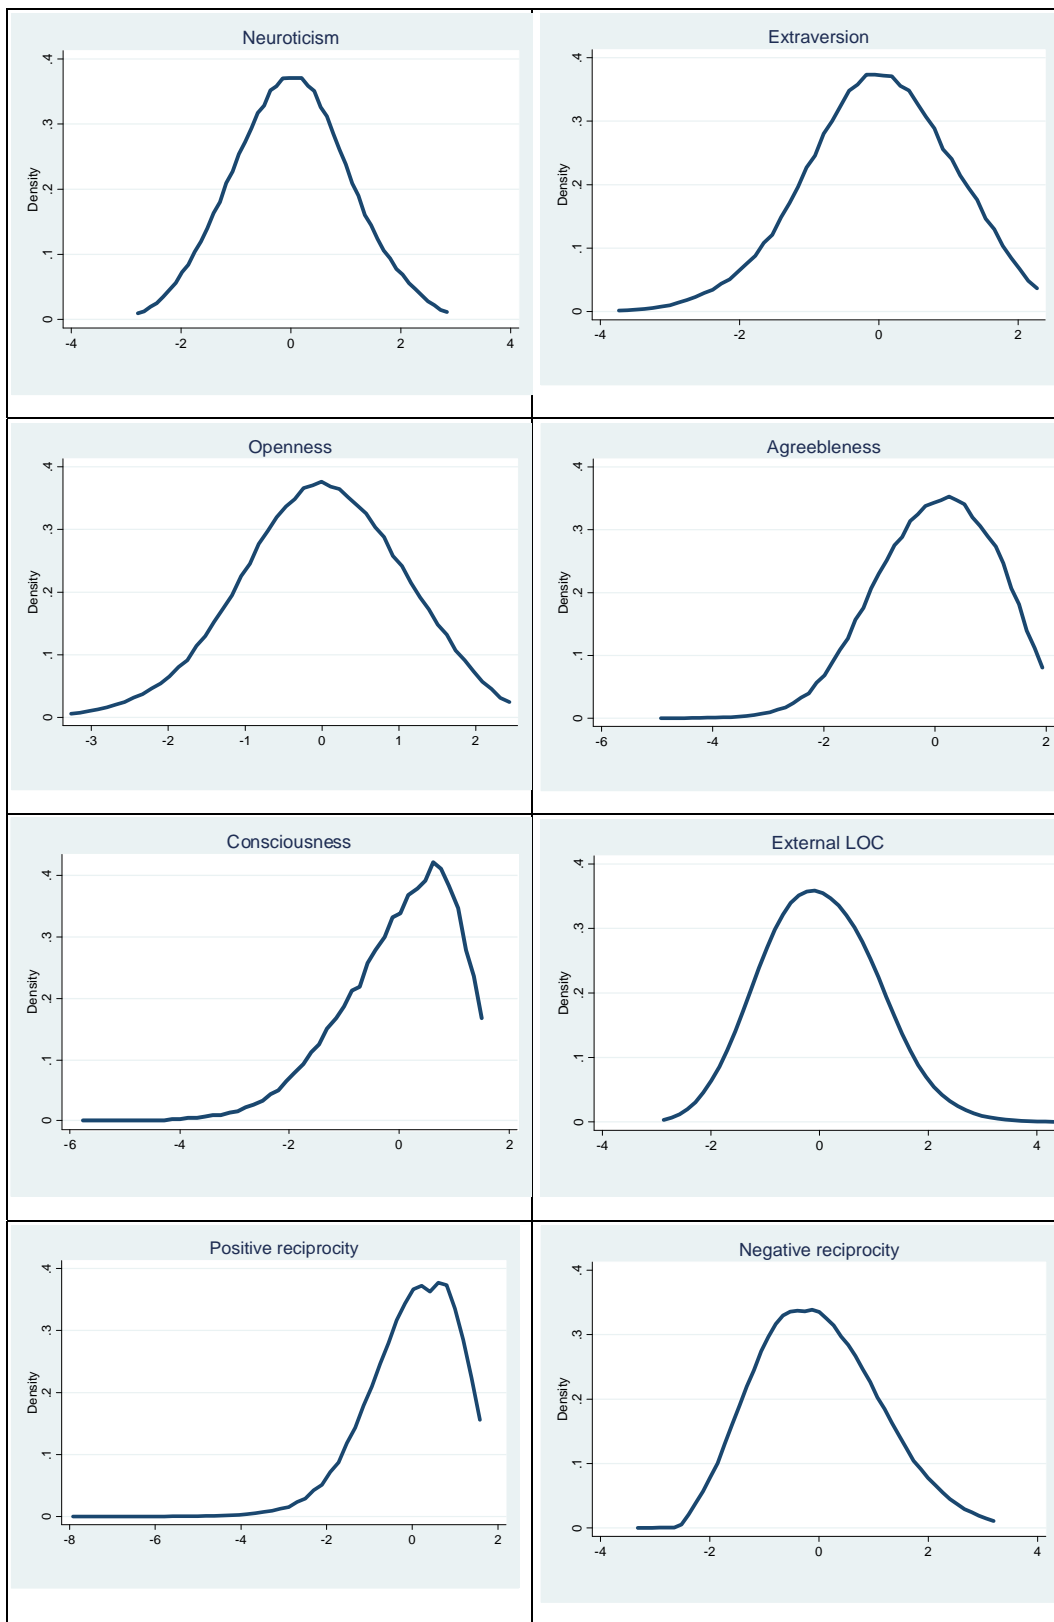 Neuroticism
Density
.4
.3
.2
.1
0
-4 -2 0 2 4
Extraversion
Density
.4
.3
.2
.1
0
-4 -2 0 2
Openness
Density
.4
.3
.2
.1
0
-3 -2 -1 0 1 2
Agreebleness
Density
.4
.3
.2
.1
0
-6 -4 -2 0 2
Consciousness
Density
.4
.3
.2
.1
0
-6 -4 -2 0 2
External LOC
Density
.4
.3
.2
.1
0
-4 -2 0 2 4
Positive reciprocity
Density
.4
.3
.2
.1
0
-8 -6 -4 -2 0 2
Negative reciprocity
Density
.4
.3
.2
.1
0
-4 -2 0 2 4